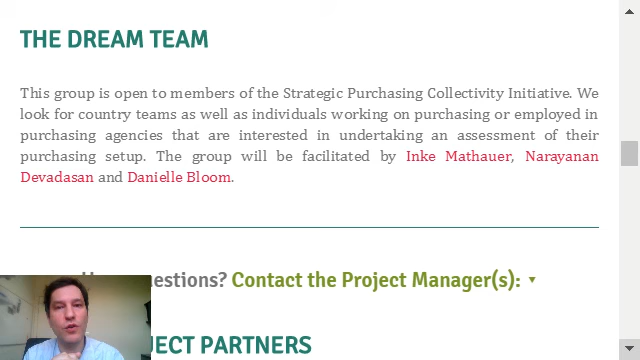 THE DREAM TEAM
This group is open to members of the Strategic Purchasing Collectivity Initiative. We
look for country teams as well as individuals working on purchasing or employed in
purchasing agencies that are interested in undertaking an assessment of their
purchasing setup. The group will be facilitated by Inke Mathauer, Narayanan
Devadasan and Danielle Bloom.
Contact the Project Manager(s):
PARTNERS